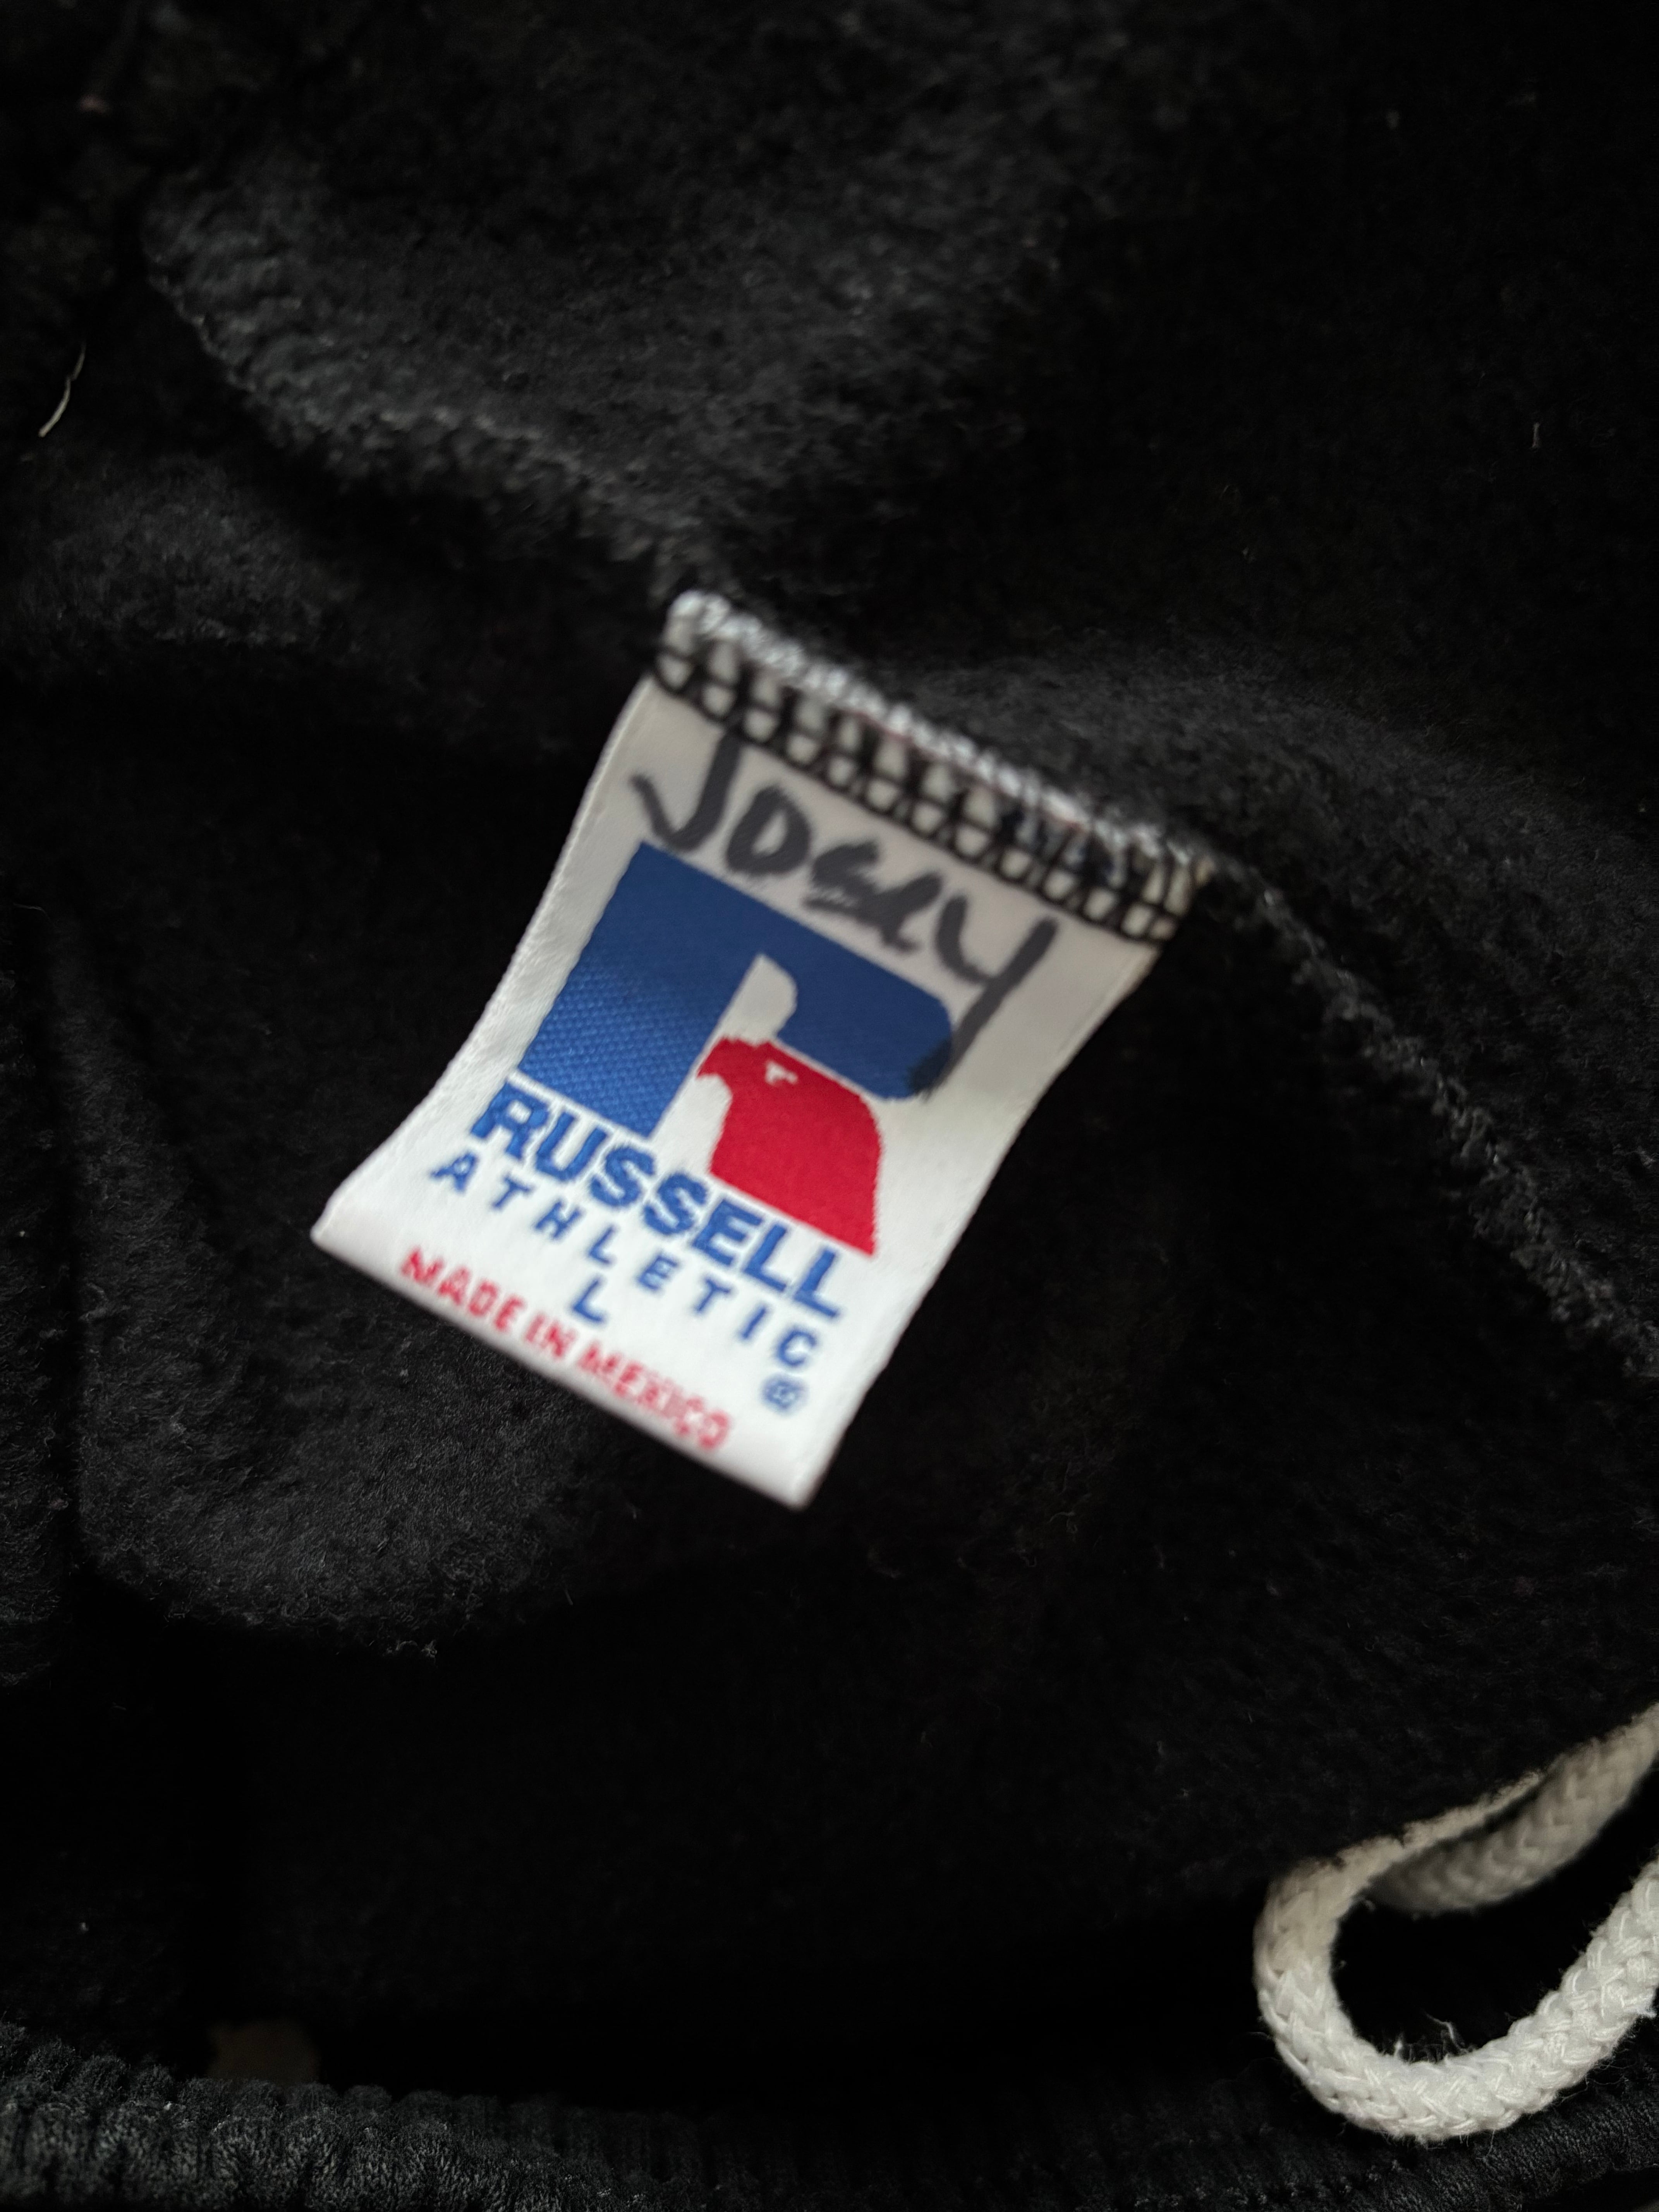 Josey
RUSSELL
ATHLETIC
L
®
MADE IN MEXICO